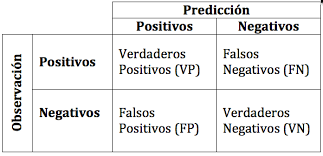 Predicción
Positivos Negativos
Observación
Positivos
Verdaderos
Positivos (VP)
Falsos
Negativos (FN)
Negativos
Falsos
Positivos (FP)
Verdaderos
Negativos (VN)